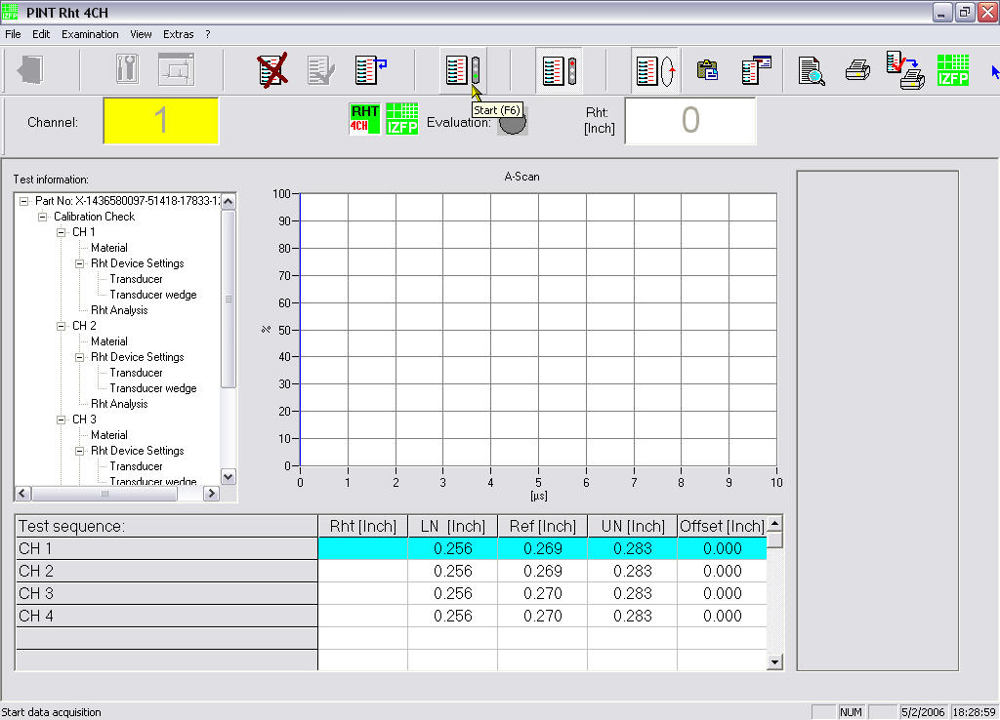 PINT Rht 4CH
File Edit Examination View Extras ?
IZFP
Start (F6)
Channel: 1
RHT 4CH
IZFP
Evaluation:
Rht: [Inch] 0
Test information:
Part No: X-1436580097-51418-17833-12
Calibration Check
CH 1
Material
Rht Device Settings
Transducer
Transducer wedge
Rht Analysis
CH 2
Material
Rht Device Settings
Transducer
Transducer wedge
Rht Analysis
CH 3
Material
Rht Device Settings
Transducer
Transducer wedge
A-Scan
100
90
80
70
60
% 50
40
30
20
10
0
0 1 2 3 4 5 6 7 8 9 10
[µs]
Test sequence: Rht [Inch] LN [Inch] Ref [Inch] UN [Inch] Offset [Inch]
CH 1 0.256 0.269 0.283 0.000
CH 2 0.256 0.269 0.283 0.000
CH 3 0.256 0.270 0.283 0.000
CH 4 0.256 0.270 0.283 0.000
Start data acquisition NUM 5/2/2006 18:28:59